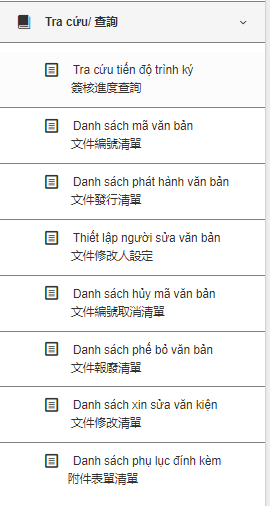 Tra cứu/ 查詢
Tra cứu tiến độ trình ký
簽核進度查詢
Danh sách mã văn bản
文件編號清單
Danh sách phát hành văn bản
文件發行清單
Thiết lập người sửa văn bản
文件修改人設定
Danh sách hủy mã văn bản
文件編號取消清單
Danh sách phế bỏ văn bản
文件報廢清單
Danh sách xin sửa văn kiện
文件修改清單
Danh sách phụ lục đính kèm
附件表單清單